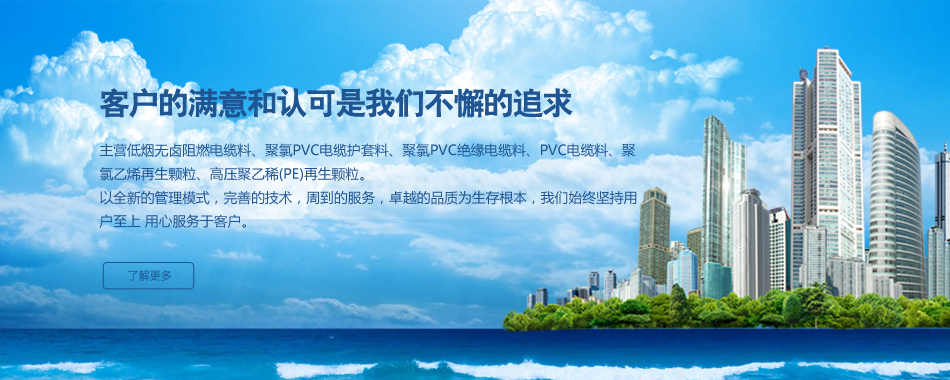 客户的满意和认可是我们不懈的追求
主营低烟无卤阻燃电缆料、聚氯PVC电缆护套料、聚氯PVC绝缘电缆料、PVC电缆料、聚
氯乙烯再生颗粒、高压聚乙稀(PE)再生颗粒。
以全新的管理模式，完善的技术，周到的服务，卓越的品质为生存根本，我们始终坚持用
户至上 用心服务于客户。
了解更多